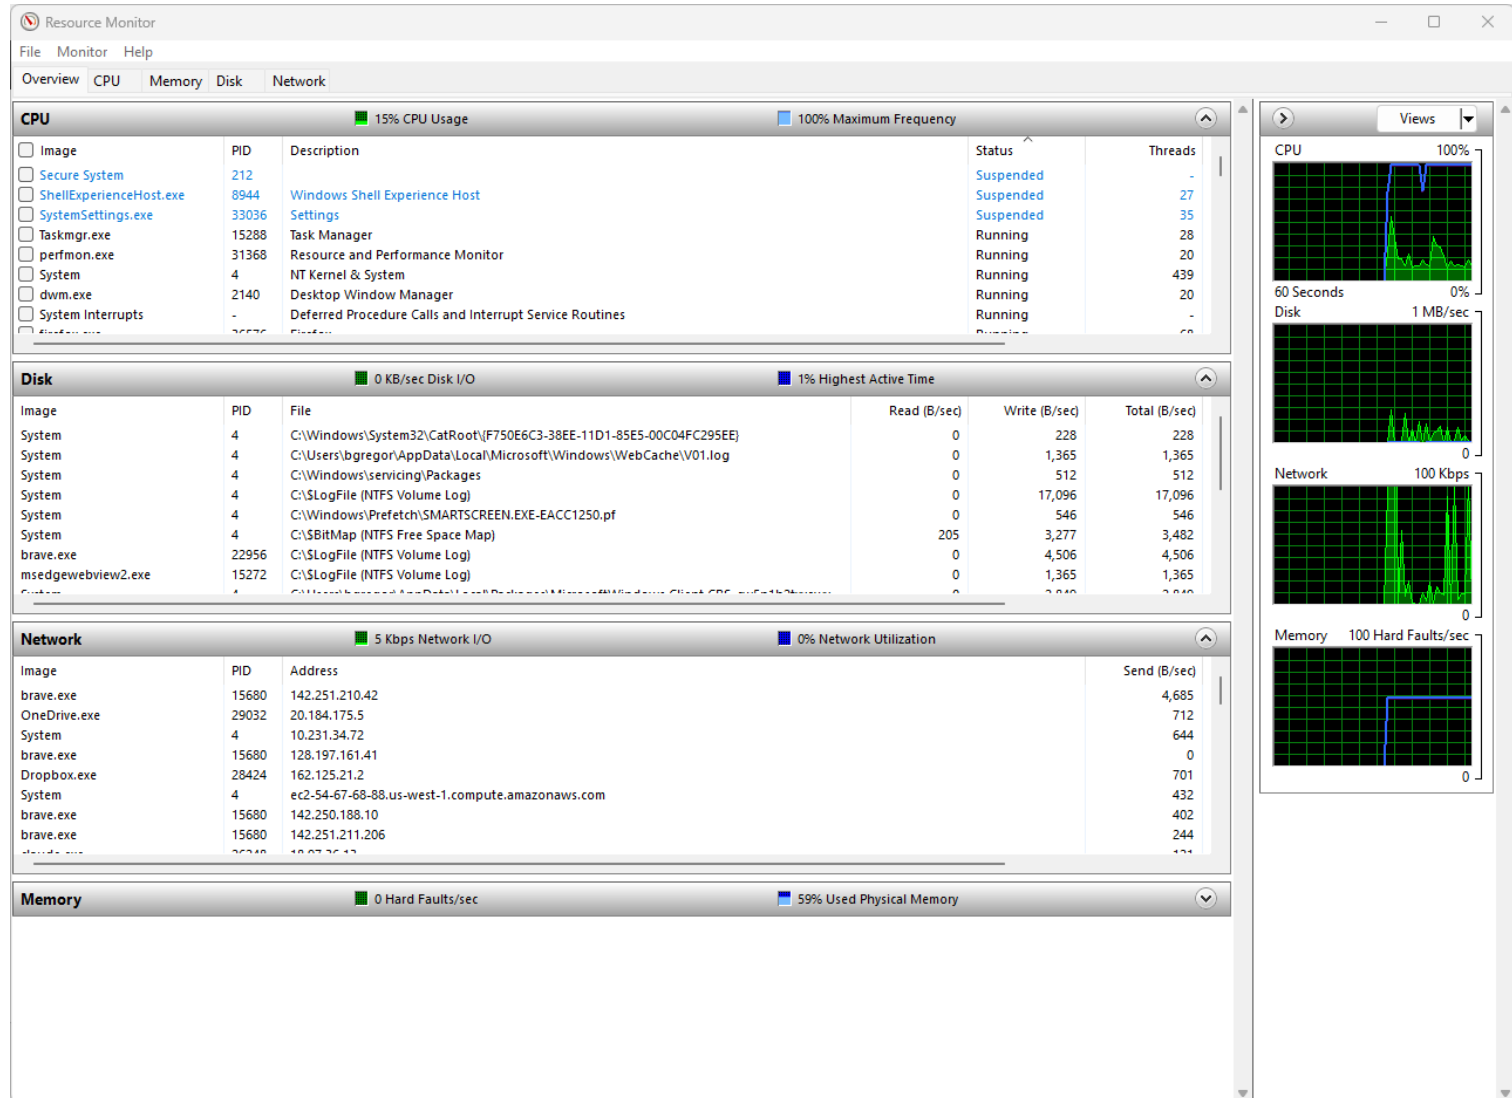 Resource Monitor
File Monitor Help
Overview CPU Memory Disk Network
CPU 15% CPU Usage 100% Maximum Frequency
Image PID Description Status Threads
Secure System 212 Suspended -
ShellExperienceHost.exe 8944 Windows Shell Experience Host Suspended 27
SystemSettings.exe 33036 Settings Suspended 35
Taskmgr.exe 15288 Task Manager Running 28
perfmon.exe 31368 Resource and Performance Monitor Running 20
System 4 NT Kernel & System Running 439
dwm.exe 2140 Desktop Window Manager Running 20
System Interrupts - Deferred Procedure Calls and Interrupt Service Routines Running -
Disk 0 KB/sec Disk I/O 1% Highest Active Time
Image PID File Read (B/sec) Write (B/sec) Total (B/sec)
System 4 C:\Windows\System32\CatRoot\{F750E6C3-38EE-11D1-85E5-00C04FC295EE} 0 228 228
System 4 C:\Users\bgregor\AppData\Local\Microsoft\Windows\WebCache\V01.log 0 1,365 1,365
System 4 C:\Windows\servicing\Packages 0 512 512
System 4 C:\$LogFile (NTFS Volume Log) 0 17,096 17,096
System 4 C:\Windows\Prefetch\SMARTSCREEN.EXE-EACC1250.pf 0 546 546
System 4 C:\$BitMap (NTFS Free Space Map) 205 3,277 3,482
brave.exe 22956 C:\$LogFile (NTFS Volume Log) 0 4,506 4,506
msedgewebview2.exe 15272 C:\$LogFile (NTFS Volume Log) 0 1,365 1,365
Network 5 Kbps Network I/O 0% Network Utilization
Image PID Address Send (B/sec)
brave.exe 15680 142.251.210.42 4,685
OneDrive.exe 29032 20.184.175.5 712
System 4 10.231.34.72 644
brave.exe 15680 128.197.161.41 0
Dropbox.exe 28424 162.125.21.2 701
System 4 ec2-54-67-68-88.us-west-1.compute.amazonaws.com 432
brave.exe 15680 142.250.188.10 402
brave.exe 15680 142.251.211.206 244
Memory 0 Hard Faults/sec 59% Used Physical Memory
Views
CPU 100%
60 Seconds 0%
Disk 1 MB/sec
0
Network 100 Kbps
0
Memory 100 Hard Faults/sec
0